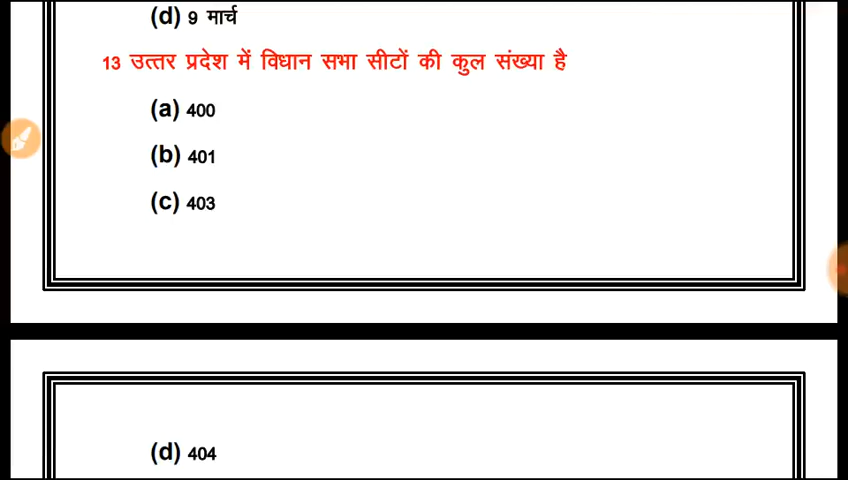 (d) 9 मार्च
13 उत्तर प्रदेश में विधान सभा सीटों की कुल संख्या है
(a) 400
(b) 401
(c) 403
(d) 404